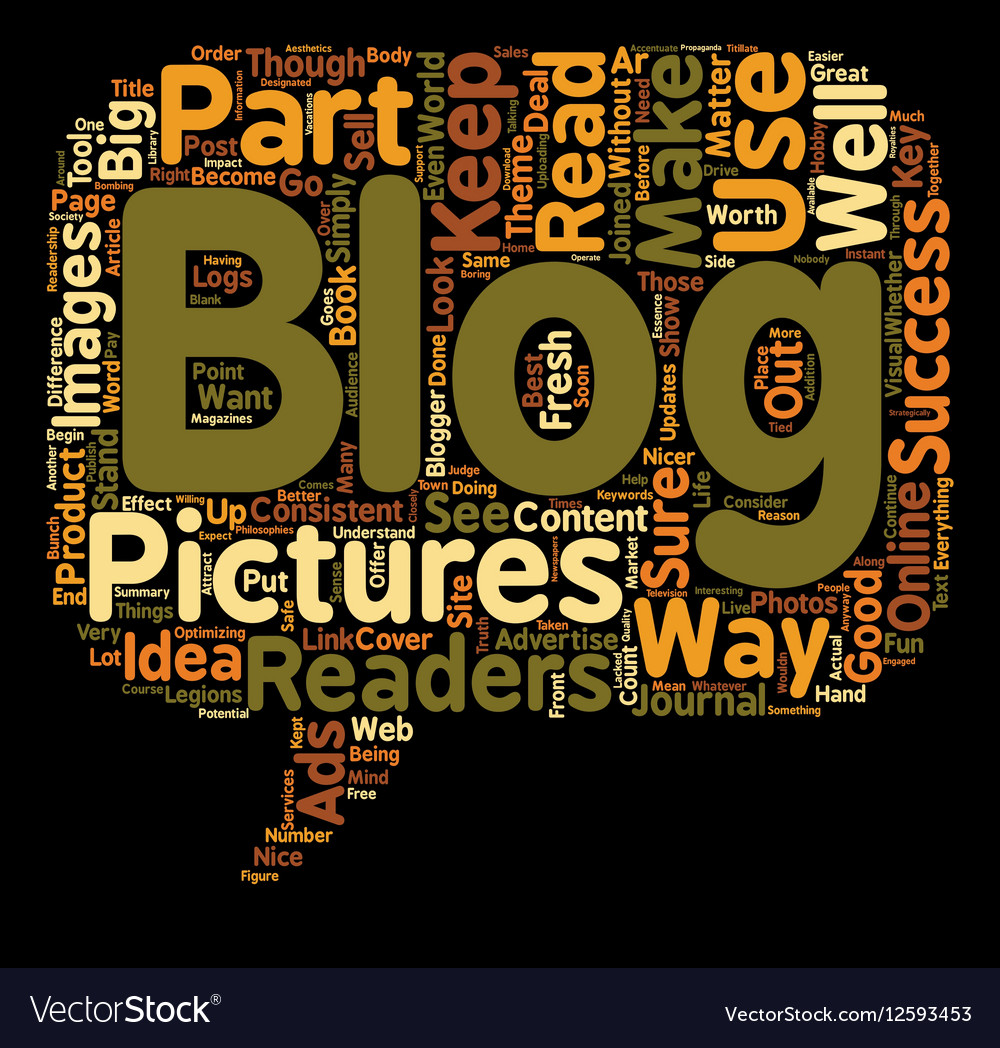 Order
Aesthetics
Though
Body
Designated
Information
Title
Part
Vacations
Big
One
Tool
Library
Post
Impact
Sell
Around
Bombing
Right
Become
Go
Simply
Over
Page
Society
Readership
Article
Images
Support
Even
World
Keep
Sales
Talking
Deal
Download
Theme
Uploading
Read
Home
Operate
Same
Boring
Look
Ar
Accentuate
Propaganda
Titillate
Without
Need
Before
Joined
Make
Matter
Drive
Use
Worth
Side
Easier
Great
Well
Hobby
Available
Nobody
Instant
Much
Royalties
Key
Together
Through
Whether
Visual
Success
Strategically
Blog
Having
Logs
Blank
Point
Want
Magazines
Goes
Book
Audience
Many
Difference
Word
Pay
Begin
Another
Publish
Stand
Product
Bunch
End
Done
Blogger
Judge
Town
Doing
Best
Fresh
Soon
Those
Essence
Show
Updates
Nicer
More
Place
Out
Addition
Tied
Effect
Willing
Up
Expect
Comes
Better
Consistent
Philosophies
Closely
Understand
See
Content
Times
Keywords
Help
Life
Consider
Reason
Sure
Television
Continue
Online
Everything
Text
Pictures
Summary
Things
Attract
Put
Safe
Sense
Offer
Site
Truth
Newspapers
Market
Quality
Interesting
Live
Photos
People
Anyway
Along
Good
Fun
Engaged
Very
Lot
Idea
Optimizing
Link
Cover
Advertise
Taken
Readers
Front
Lacked
Count
Way
Mean
Whatever
Wouldn
Actual
Hand
Journal
Something
Course
Legions
Potential
Kept
Ads
Web
Being
Mind
Free
Services
Number
Nice
Figure
VectorStock®
VectorStock.com/12593453